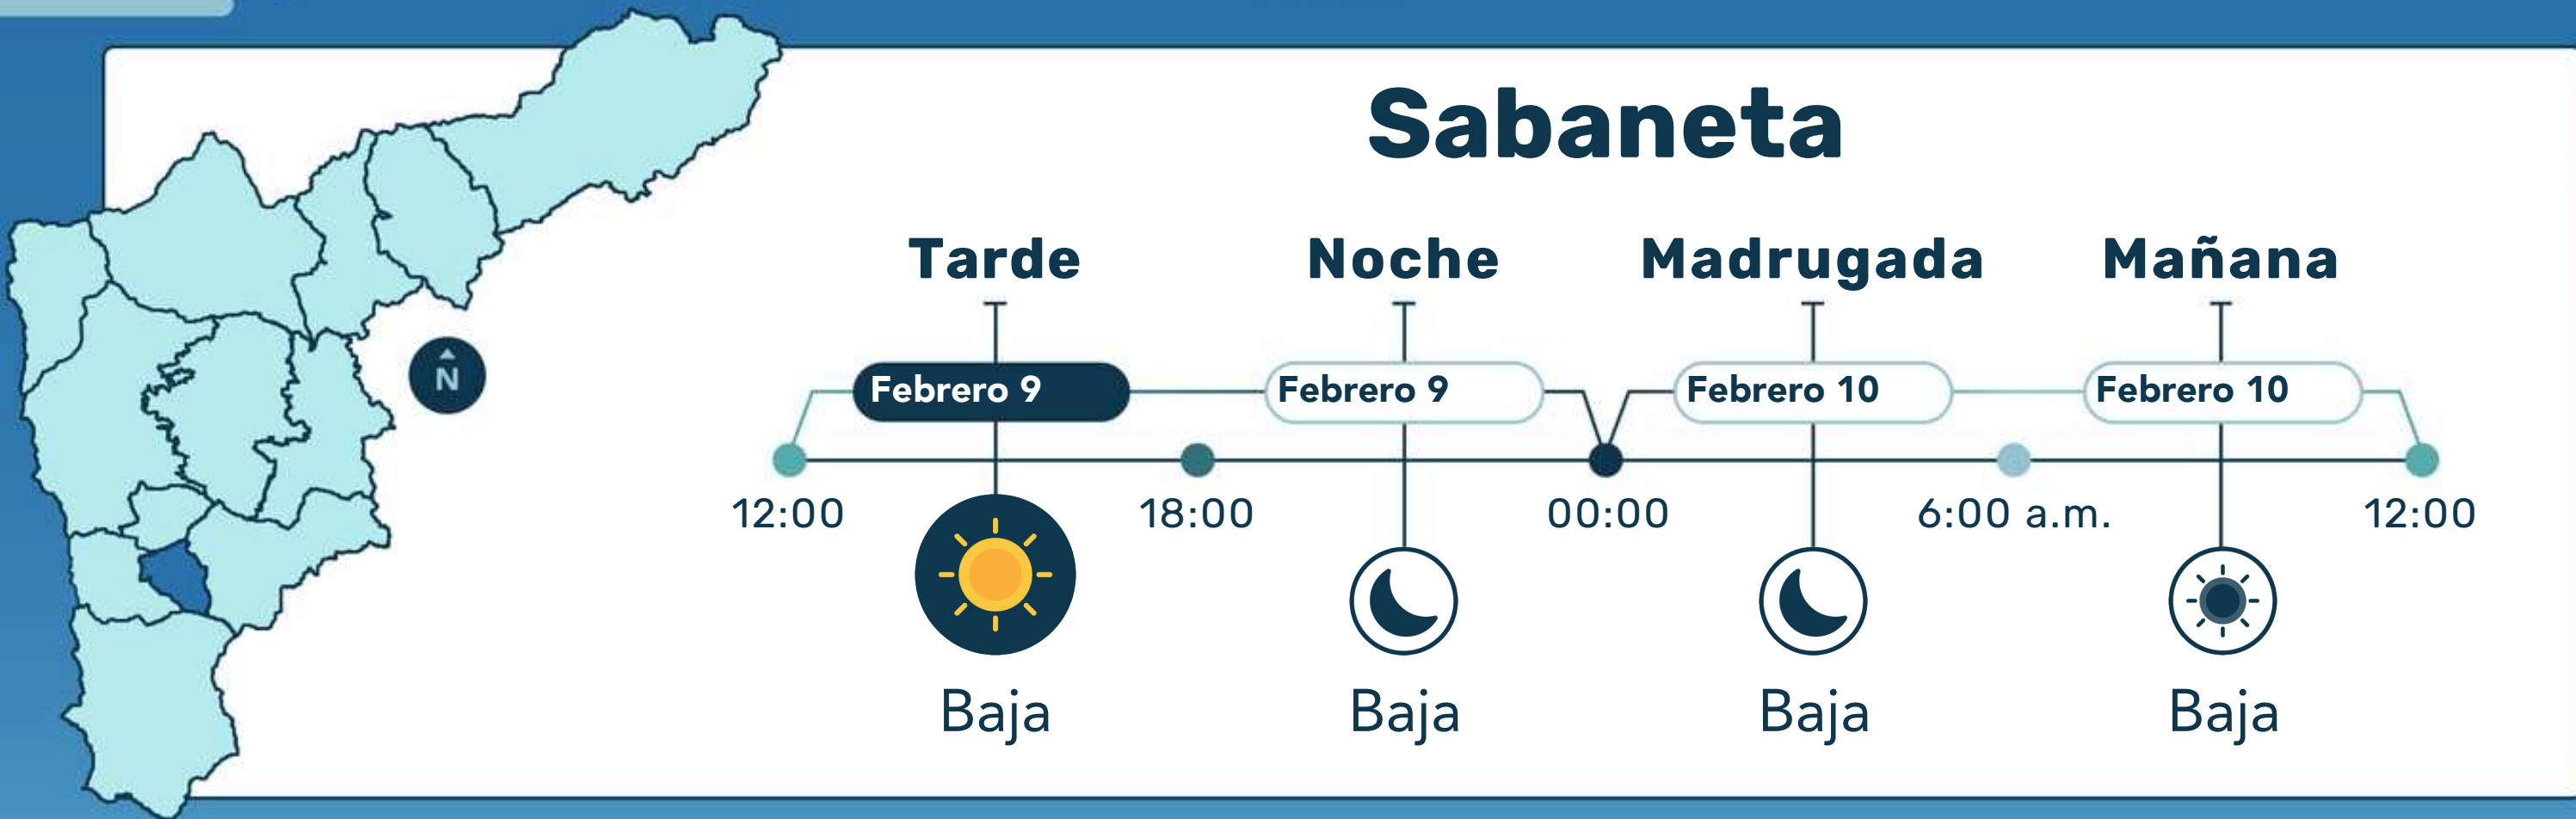 Sabaneta
Tarde Noche Madrugada Mañana
Febrero 9 Febrero 9 Febrero 10 Febrero 10
N
12:00 18:00 00:00 6:00 a.m. 12:00
Baja Baja Baja Baja